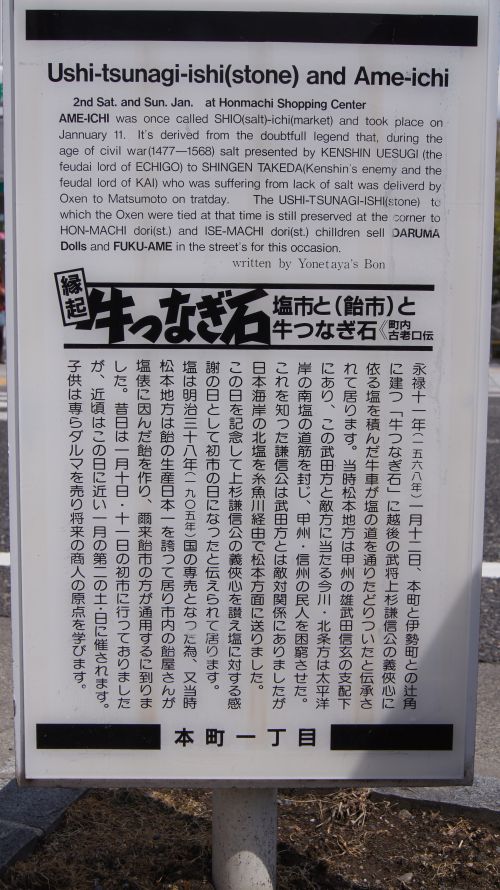 Ushi-tsunagi-ishi(stone) and Ame-ichi
2nd Sat. and Sun. Jan. at Honmachi Shopping Center
AME-ICHI was once called SHIO(salt)-ichi(market) and took place on
Jannuary 11. It's derived from the doubtfull legend that, during the
age of civil war(1477—1568) salt presented by KENSHIN UESUGI (the
feudai lord of ECHIGO) to SHINGEN TAKEDA(Kenshin's enemy and the
feudal lord of KAI) who was suffering from lack of salt was deliverd by
Oxen to Matsumoto on tratday. The USHI-TSUNAGI-ISHI(stone) to
which the Oxen were tied at that time is still preserved at the corner to
HON-MACHI dori(st.) and ISE-MACHI dori(st.) chilldren sell DARUMA
Dolls and FUKU-AME in the street's for this occasion.
written by Yonetaya's Bon
縁起
牛つなぎ石
塩市と(飴市)と
牛つなぎ石《町内古老口伝
永禄十一年(一五六八年)一月十二日、本町と伊勢町との辻角
に建つ「牛つなぎ石」に越後の武将上杉謙信公の義侠心に
依る塩を積んだ牛車が塩の道を通りたどりついたと伝承さ
れて居ります。当時松本地方は甲州の雄武田信玄の支配下
にあり、この武田方と敵方に当たる今川・北条方は太平洋
岸の南塩の道筋を封じ、甲州・信州の民人を困窮させた。
これを知った謙信公は武田方とは敵対関係にありましたが
日本海岸の北塩を糸魚川経由で松本方面に送りました。
この日を記念して上杉謙信公の義侠心を讃え塩に対する感
謝の日として初市の日になったと伝えられて居ります。
塩は明治三十八年(一九〇五年)国の専売となった為、又当時
松本地方は飴の生産日本一を誇って居り市内の飴屋さんが
塩俵に因んだ飴を作り、爾来飴市の方が通用するに到りま
した。昔日は一月十日・十一日の初市に行っておりました
が、近頃はこの日に近い一月の第二の土・日に催されます。
子供は専らダルマを売り将来の商人の原点を学びます。
本町一丁目